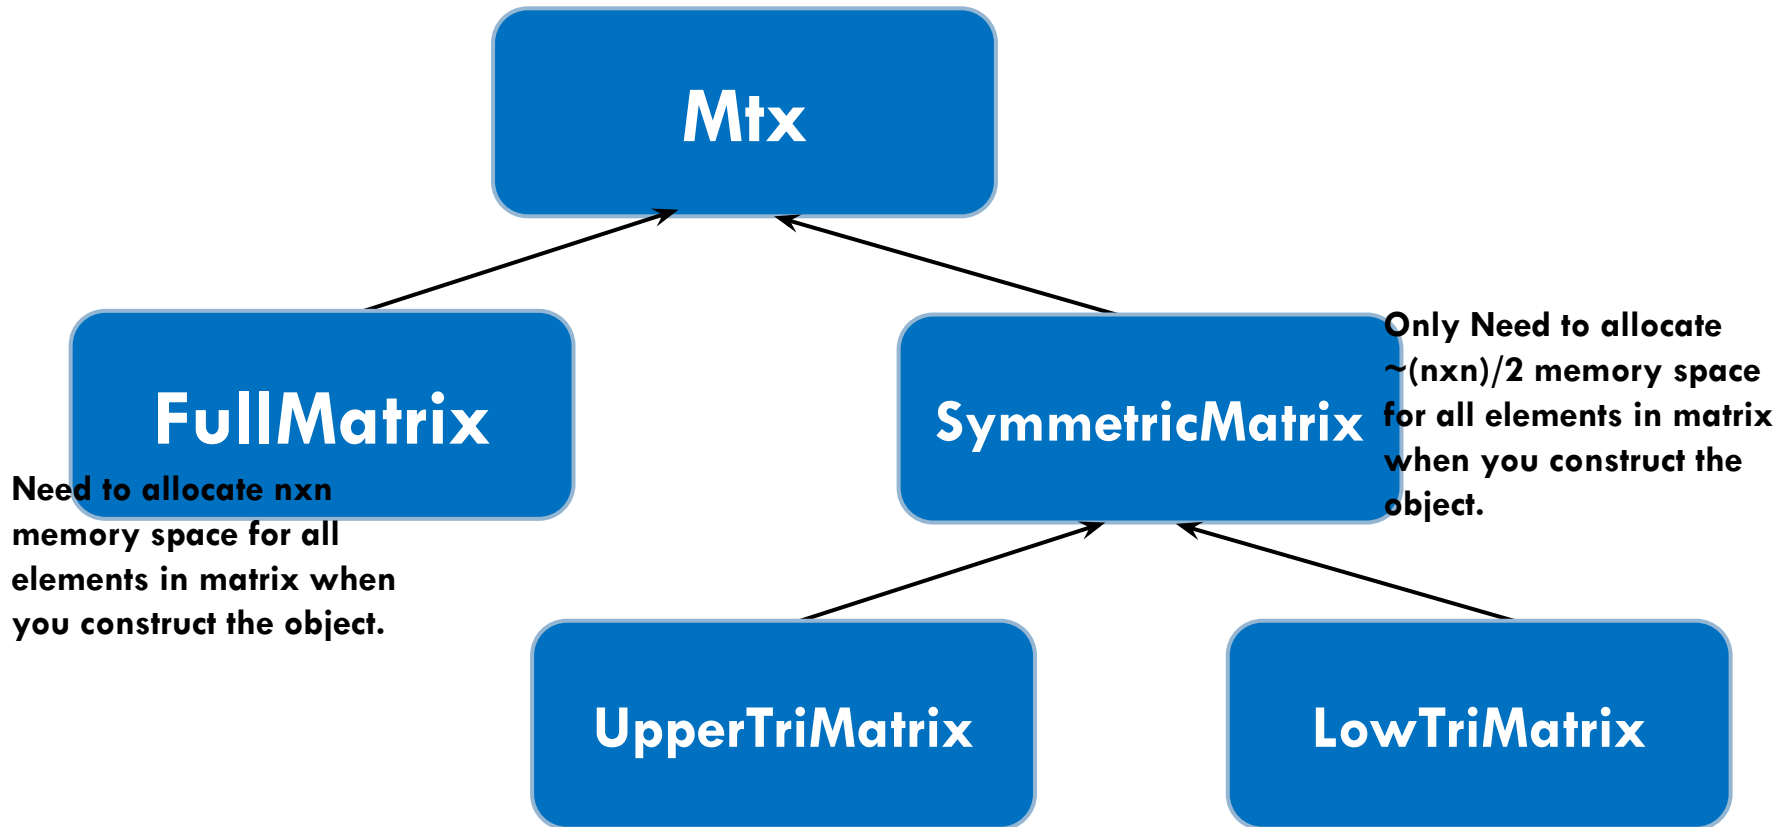 Mtx
FullMatrix
Need to allocate nxn
memory space for all
elements in matrix when
you construct the object.
SymmetricMatrix
Only Need to allocate
~(nxn)/2 memory space
for all elements in matrix
when you construct the
object.
UpperTriMatrix
LowTriMatrix